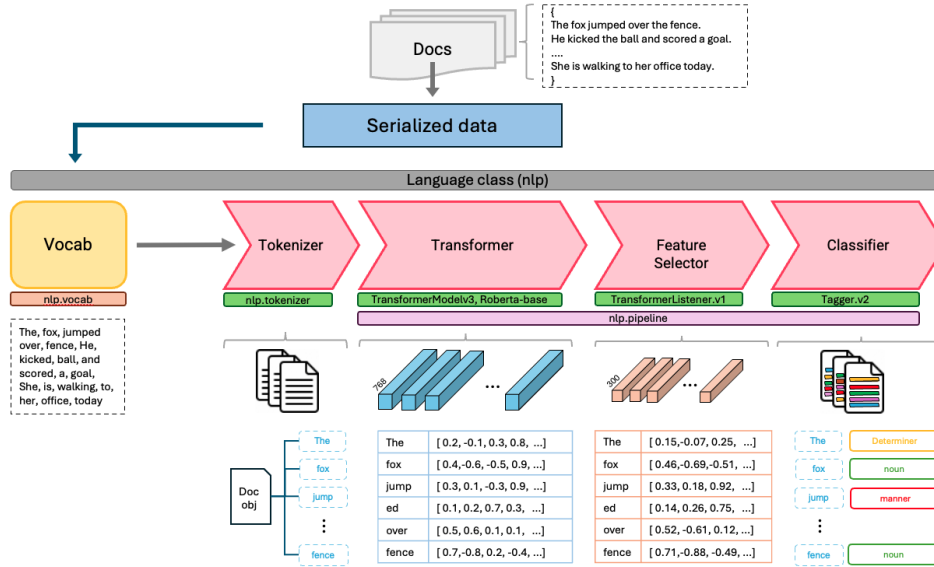 Docs
{
The fox jumped over the fence.
He kicked the ball and scored a goal.
....
She is walking to her office today.
}
Serialized data
Language class (nlp)
Vocab
Tokenizer
Transformer
Feature
Selector
Classifier
nlp.vocab
nlp.tokenizer
TransformerModelv3, Roberta-base
TransformerListener.v1
Tagger.v2
nlp.pipeline
The, fox, jumped
over, fence, He,
kicked, ball, and
scored, a, goal,
She, is, walking, to,
her, office, today
768
...
300
...
Doc
obj
The
fox
jump
⋮
fence
The [ 0.2, -0.1, 0.3, 0.8, ...]
fox [ 0.4,-0.6, -0.5, 0.9, ...]
jump [ 0.3, 0.1, -0.3, 0.9, ...]
ed [ 0.1, 0.2, 0.7, 0.3, ...]
over [ 0.5, 0.6, 0.1, 0.1, ...]
fence [ 0.7,-0.8, 0.2, -0.4, ...]
The [ 0.15,-0.07, 0.25, ...]
fox [ 0.46,-0.69,-0.51, ...]
jump [ 0.33, 0.18, 0.92, ...]
ed [ 0.14, 0.26, 0.75, ...]
over [ 0.52, -0.61, 0.12, ...]
fence [ 0.71,-0.88, -0.49, ...]
The Determiner
fox noun
jump manner
⋮
fence noun